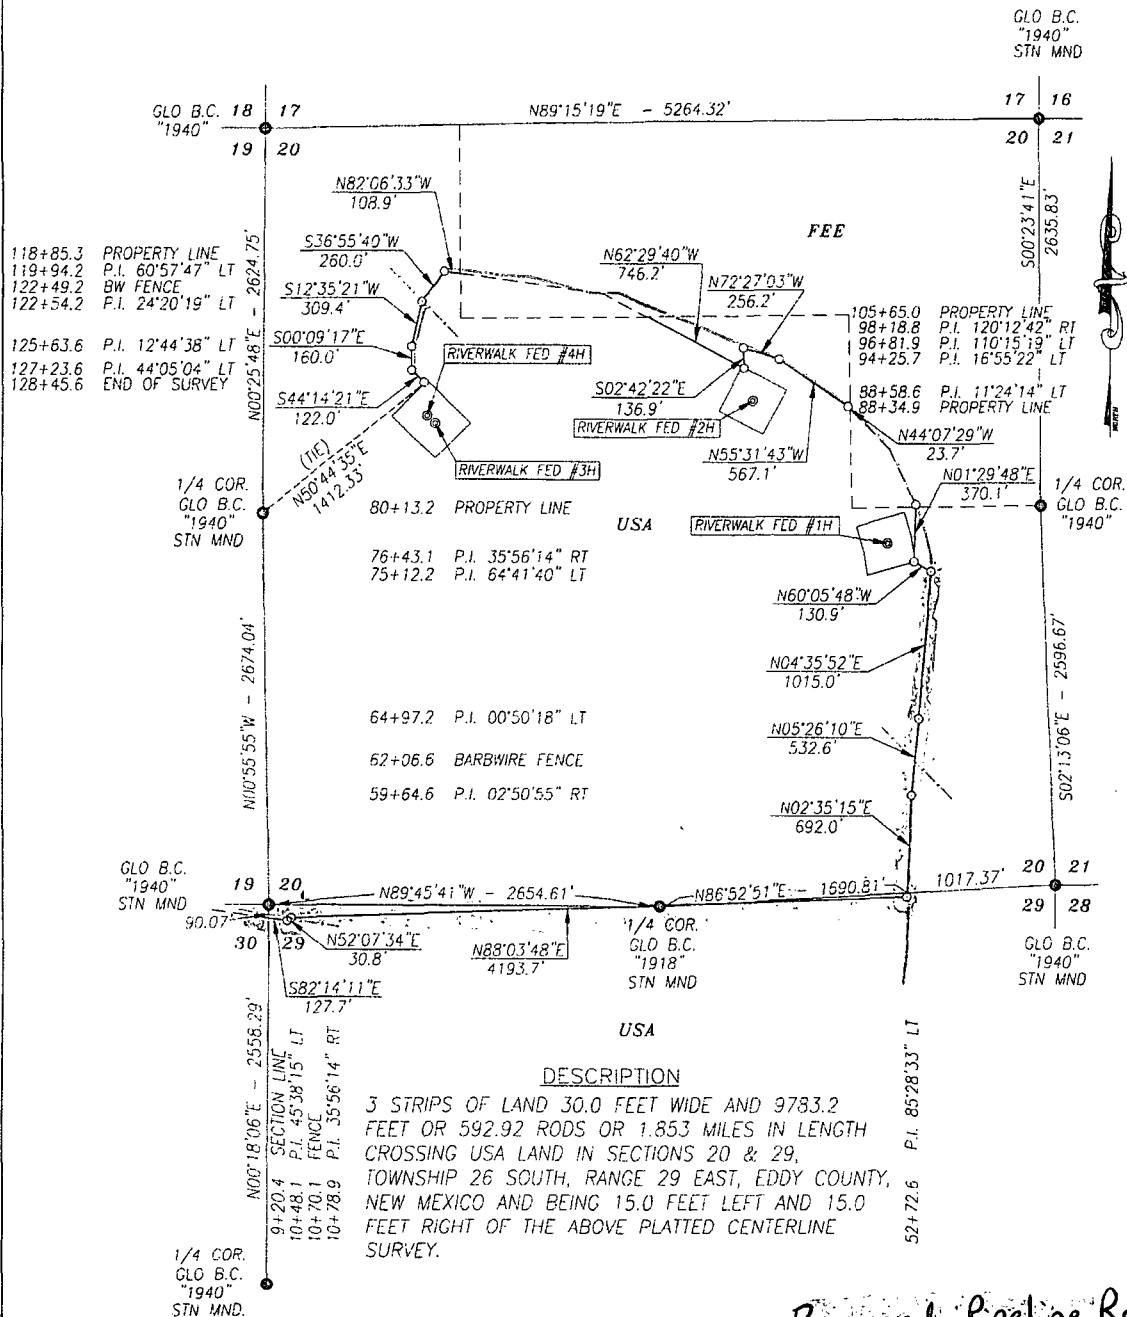 GLO B.C.
"1940"
STN MND
GLO B.C.
"1940"
18 17
19 20
N89°15'19"E - 5264.32'
17 16
20 21
N82°06'33"W
108.9'
S36°55'40"W
260.0'
S12°35'21"W
309.4'
S00°09'17"E
160.0'
S44°14'21"E
122.0'
118+85.3 PROPERTY LINE
119+94.2 P.I. 60°57'47" LT
122+49.2 BW FENCE
122+54.2 P.I. 24°20'19" LT
125+63.6 P.I. 12°44'38" LT
127+23.6 P.I. 44°05'04" LT
128+45.6 END OF SURVEY
N00°25'48"E - 2624.75'
FEE
S00°23'41"E
2635.83'
N62°29'40"W
746.2'
N72°27'03"W
256.2'
105+65.0 PROPERTY LINE
98+18.8 P.I. 120°12'42" RT
96+81.9 P.I. 110°15'19" LT
94+25.7 P.I. 16°55'22" LT
88+58.6 P.I. 11°24'14" LT
88+34.9 PROPERTY LINE
NORTH
RIVERWALK FED #4H
S02°42'22"E
136.9'
RIVERWALK FED #2H
N55°31'43"W
567.1'
N44°07'29"W
23.7'
N01°29'48"E
370.1'
RIVERWALK FED #3H
(TIE)
N50°44'35"E
1412.33'
1/4 COR.
GLO B.C.
"1940"
STN MND
1/4 COR.
GLO B.C.
"1940"
80+13.2 PROPERTY LINE
USA
RIVERWALK FED #1H
76+43.1 P.I. 35°56'14" RT
75+12.2 P.I. 64°41'40" LT
N60°05'48"W
130.9'
N04°35'52"E
1015.0'
64+97.2 P.I. 00°50'18" LT
62+06.6 BARBWIRE FENCE
59+64.6 P.I. 02°50'55" RT
N05°26'10"E
532.6'
N02°35'15"E
692.0'
N00°55'55"W - 2674.04'
S02°13'06"E - 2596.67'
GLO B.C.
"1940"
STN MND
19 20
30 29
90.07'
N89°45'41"W - 2654.61'
N86°52'51"E - 1690.81'
1017.37'
20 21
29 28
GLO B.C.
"1940"
STN MND
N52°07'34"E
30.8'
N88°03'48"E
4193.7'
1/4 COR.
GLO B.C.
"1918"
STN MND
S82°14'11"E
127.7'
USA
N00°18'06"E - 2558.29'
9+20.4 SECTION LINE
10+48.1 P.I. 45°38'15" LT
10+70.1 FENCE
10+78.9 P.I. 35°56'14" RT
52+72.6 P.I. 85°28'33" LT
DESCRIPTION
3 STRIPS OF LAND 30.0 FEET WIDE AND 9783.2
FEET OR 592.92 RODS OR 1.853 MILES IN LENGTH
CROSSING USA LAND IN SECTIONS 20 & 29,
TOWNSHIP 26 SOUTH, RANGE 29 EAST, EDDY COUNTY,
NEW MEXICO AND BEING 15.0 FEET LEFT AND 15.0
FEET RIGHT OF THE ABOVE PLATTED CENTERLINE
SURVEY.
1/4 COR.
GLO B.C.
"1940"
STN MND.
Pipeline